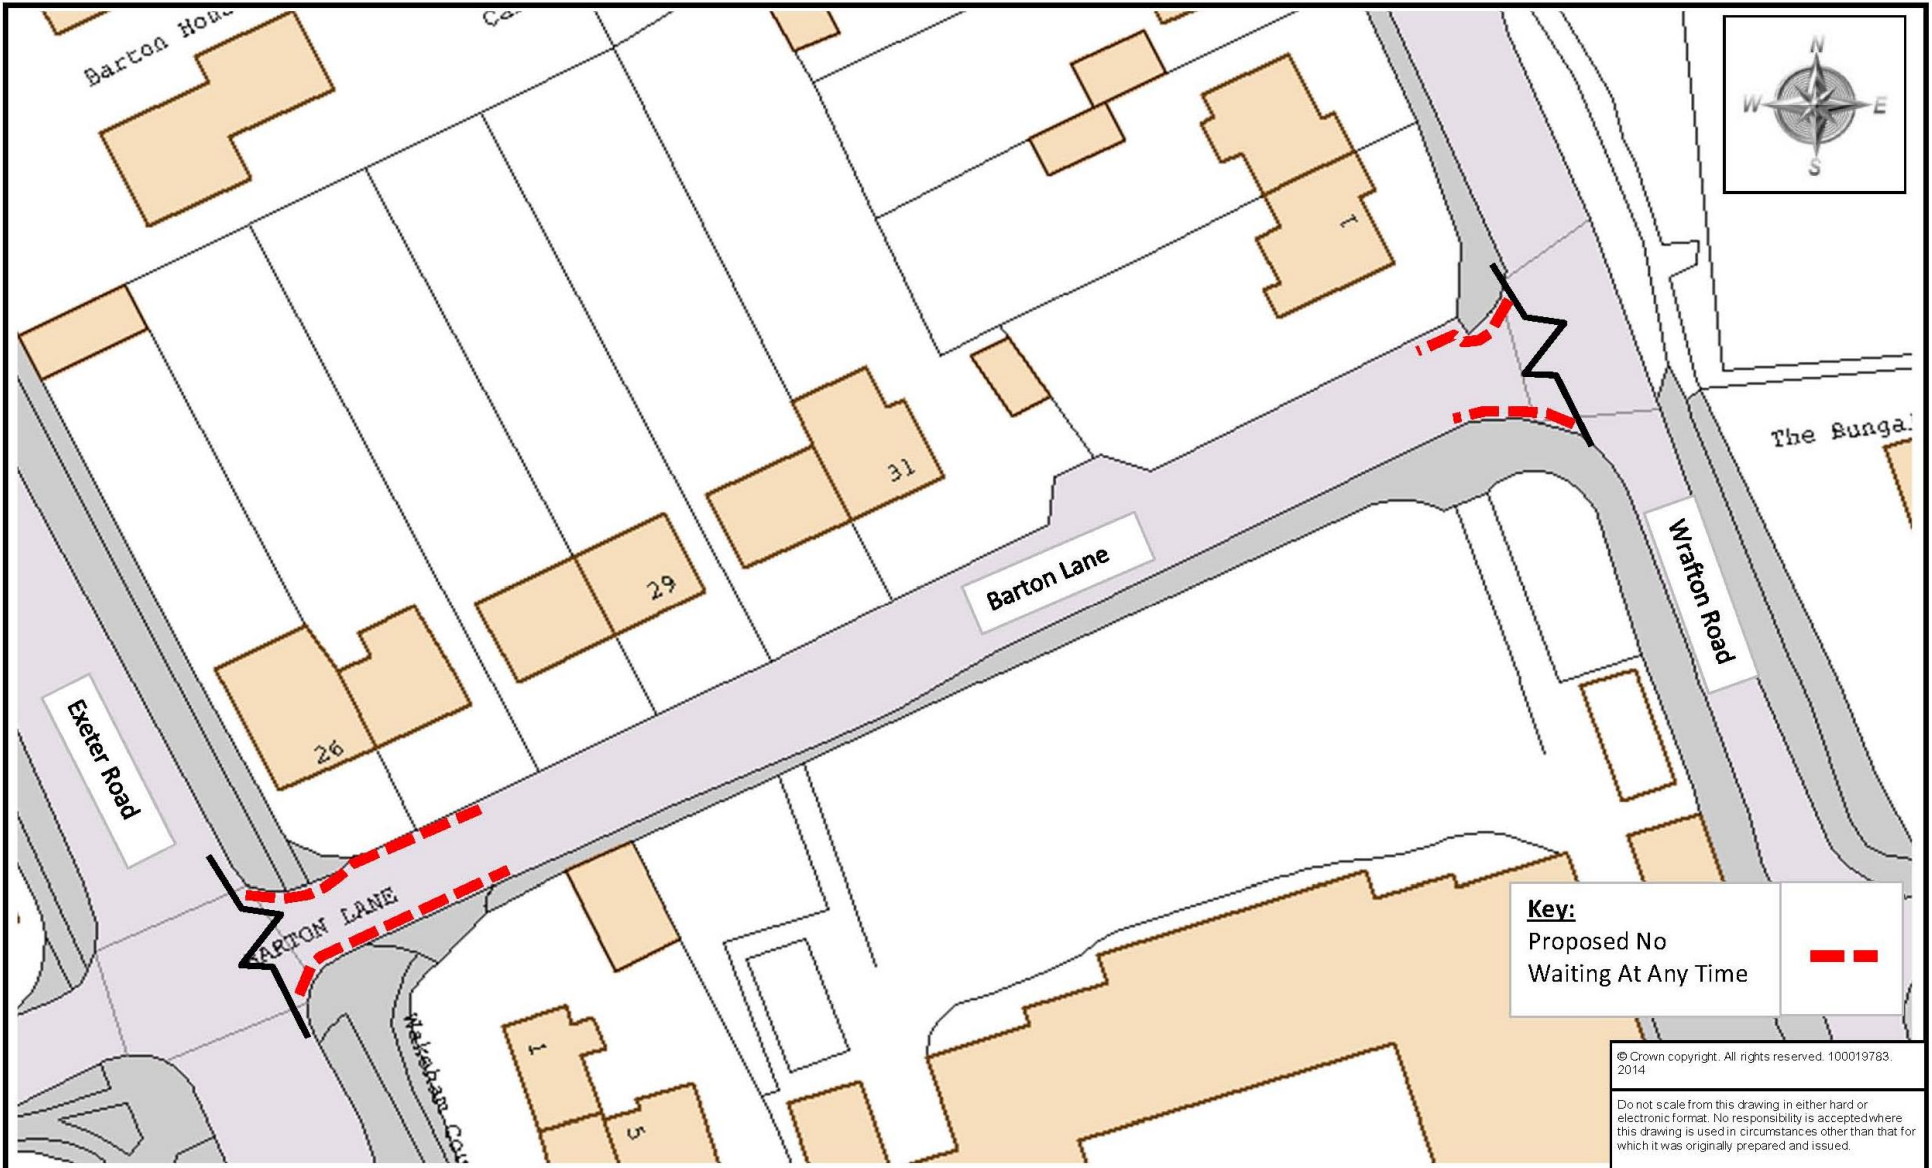 Barton Hou
N
W E
S
1
The Bunga
31
Barton Lane
29
Wrafton Road
Exeter Road
26
BARTON LANE
Key:
Proposed No
Waiting At Any Time
Wakeham Cou
1
5
© Crown copyright. All rights reserved. 100019783.
2014
Do not scale from this drawing in either hard or
electronic format. No responsibility is accepted where
this drawing is used in circumstances other than that for
which it was originally prepared and issued.